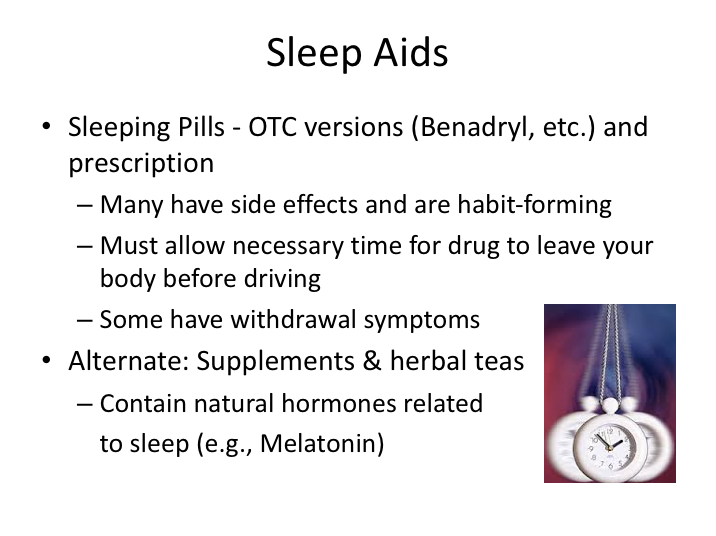 Sleep Aids
• Sleeping Pills - OTC versions (Benadryl, etc.) and
prescription
– Many have side effects and are habit-forming
– Must allow necessary time for drug to leave your
body before driving
– Some have withdrawal symptoms
• Alternate: Supplements & herbal teas
– Contain natural hormones related
to sleep (e.g., Melatonin)